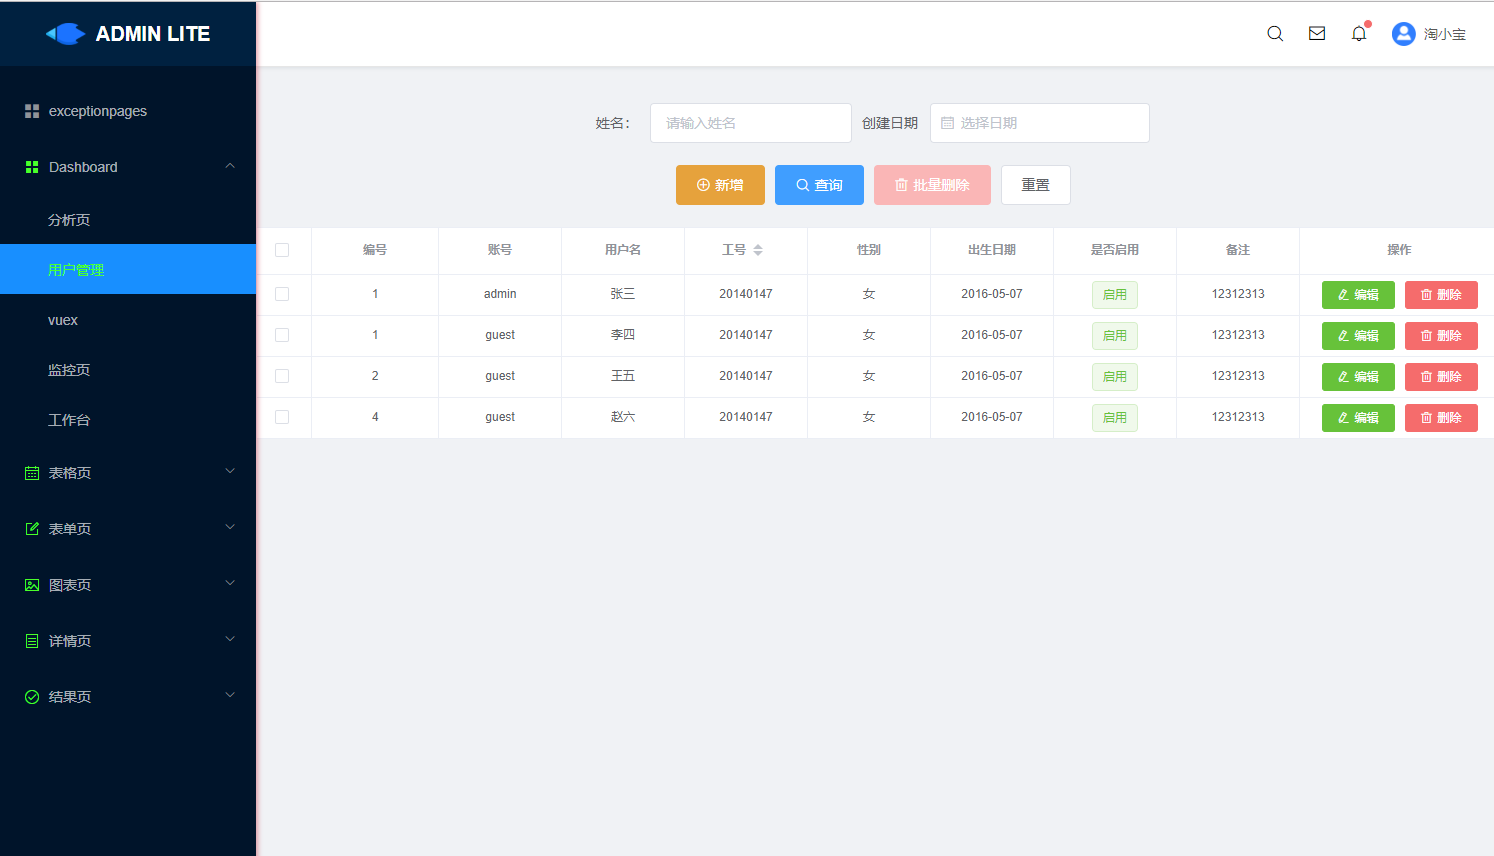 ADMIN LITE
淘小宝
exceptionpages
Dashboard
分析页
用户管理
vuex
监控页
工作台
表格页
表单页
图表页
详情页
结果页
姓名： 请输入姓名 创建日期 选择日期
新增 查询 批量删除 重置
编号 账号 用户名 工号 性别 出生日期 是否启用 备注 操作
1 admin 张三 20140147 女 2016-05-07 启用 12312313 编辑 删除
1 guest 李四 20140147 女 2016-05-07 启用 12312313 编辑 删除
2 guest 王五 20140147 女 2016-05-07 启用 12312313 编辑 删除
4 guest 赵六 20140147 女 2016-05-07 启用 12312313 编辑 删除